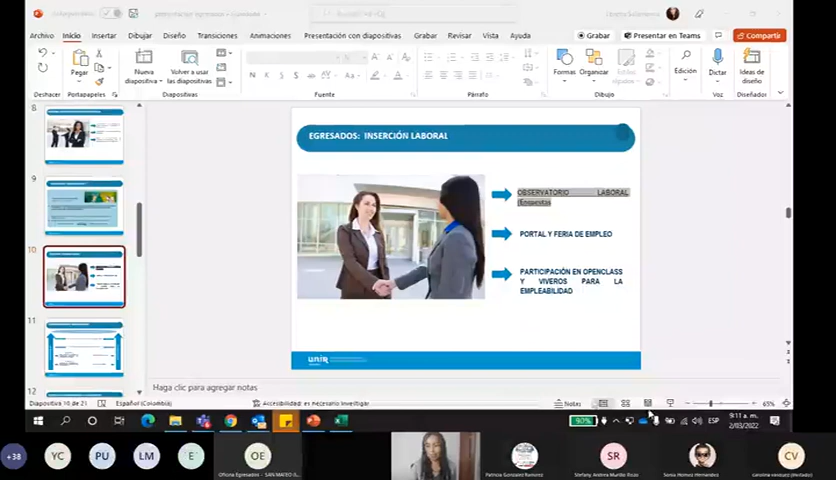 Archivo Inicio Insertar Dibujar Diseño Transiciones Animaciones Presentación con diapositivas Grabar Revisar Vista Ayuda
Grabar Presentar en Teams Compartir
Pegar
Nueva
diapositiva
Volver a usar
las diapositivas
Formas Organizar
Estilos
rápidos
Edición
Dictar
Ideas de
diseño
Deshacer Portapapeles Diapositivas Fuente Párrafo Dibujo Voz Diseñador
8
9
10
11
12
EGRESADOS: INSERCIÓN LABORAL
OBSERVATORIO LABORAL
(Encuestas
PORTAL Y FERIA DE EMPLEO
PARTICIPACIÓN EN OPENCLASS
Y VIVEROS PARA LA
EMPLEABILIDAD
unir
Haga clic para agregar notas
Diapositiva 10 de 21 Español (Colombia) Accesibilidad: es necesario investigar Notas 65%
90% ESP
9:11 a. m.
2/03/2022
+38 YC PU LM E OE SR CV
Oficina Egresados - SAN MATEO
Patricia González Ramírez
Stefany Andrea Murillo Rozo